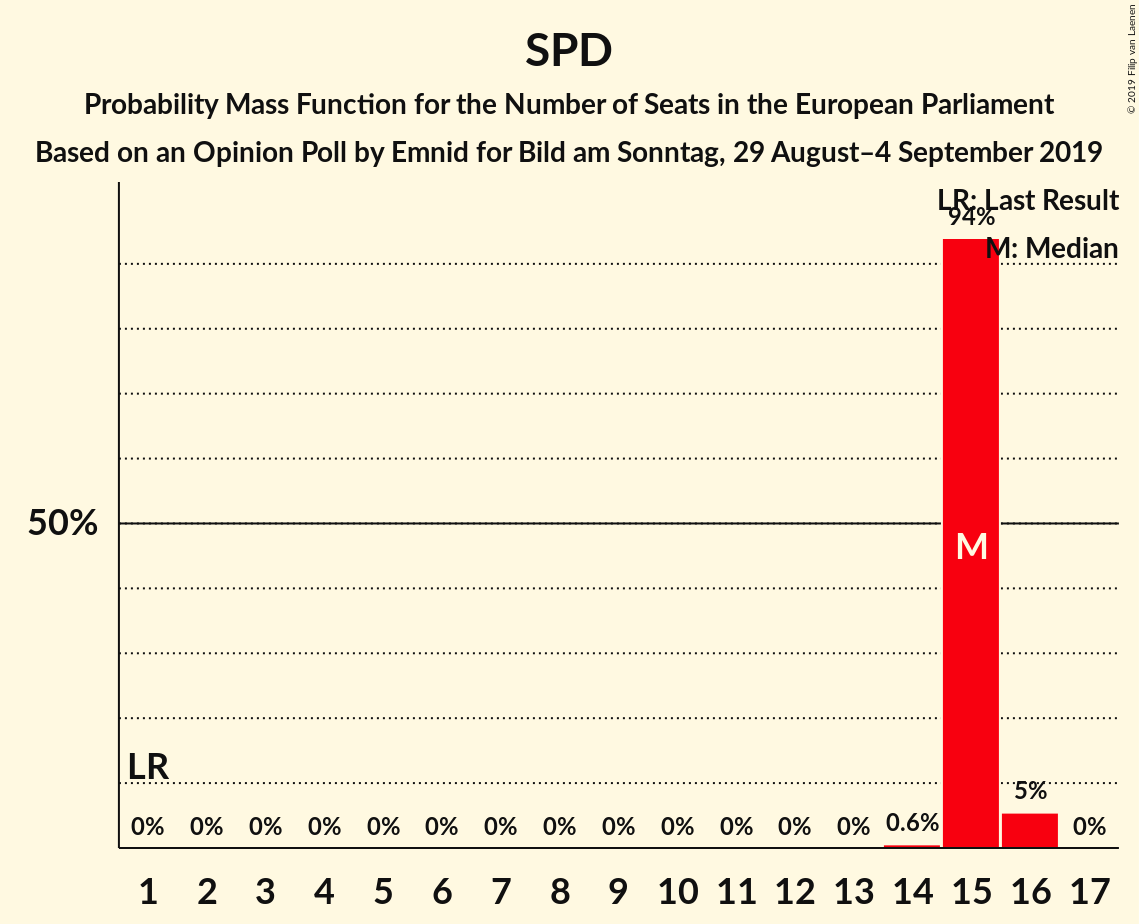 SPD
Probability Mass Function for the Number of Seats in the European Parliament
Based on an Opinion Poll by Emnid for Bild am Sonntag, 29 August–4 September 2019
© 2019 Filip van Laenen
LR: Last Result
94%
M: Median
50%
M
LR
0% 0% 0% 0% 0% 0% 0% 0% 0% 0% 0% 0% 0% 0.6% 5% 0%
1 2 3 4 5 6 7 8 9 10 11 12 13 14 15 16 17